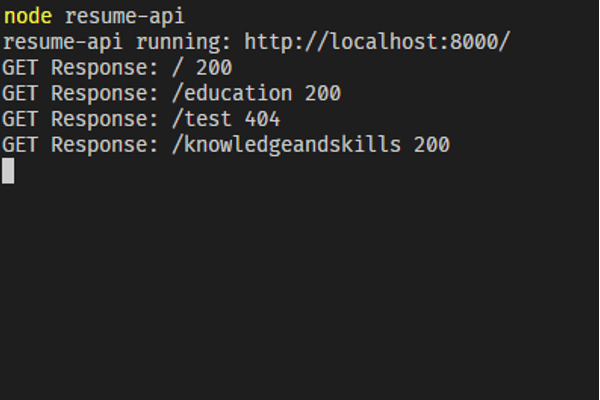 node resume-api
resume-api running: http://localhost:8000/
GET Response: / 200
GET Response: /education 200
GET Response: /test 404
GET Response: /knowledgeandskills 200